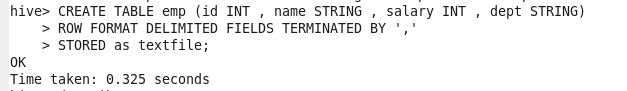 hive> CREATE TABLE emp (id INT , name STRING , salary INT , dept STRING)
    > ROW FORMAT DELIMITED FIELDS TERMINATED BY ','
    > STORED as textfile;
OK
Time taken: 0.325 seconds